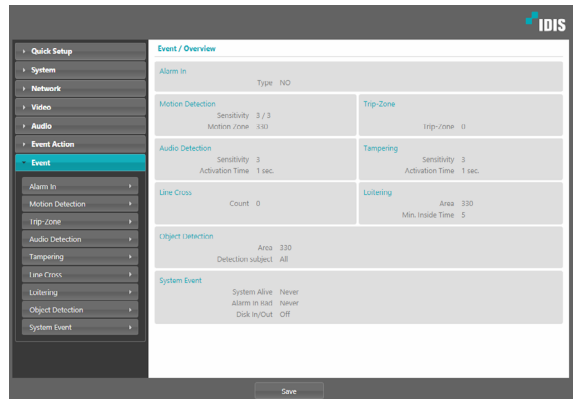 IDIS
Quick Setup
System
Network
Video
Audio
Event Action
Event
Alarm In
Motion Detection
Trip-Zone
Audio Detection
Tampering
Line Cross
Loitering
Object Detection
System Event
Event / Overview
Alarm In
Type NO
Motion Detection
Sensitivity 3 / 3
Motion Zone 330
Trip-Zone
Trip-Zone 0
Audio Detection
Sensitivity 3
Activation Time 1 sec.
Tampering
Sensitivity 3
Activation Time 1 sec.
Line Cross
Count 0
Loitering
Area 330
Min. Inside Time 5
Object Detection
Area 330
Detection subject All
System Event
System Alive Never
Alarm In Bad Never
Disk In/Out Off
Save